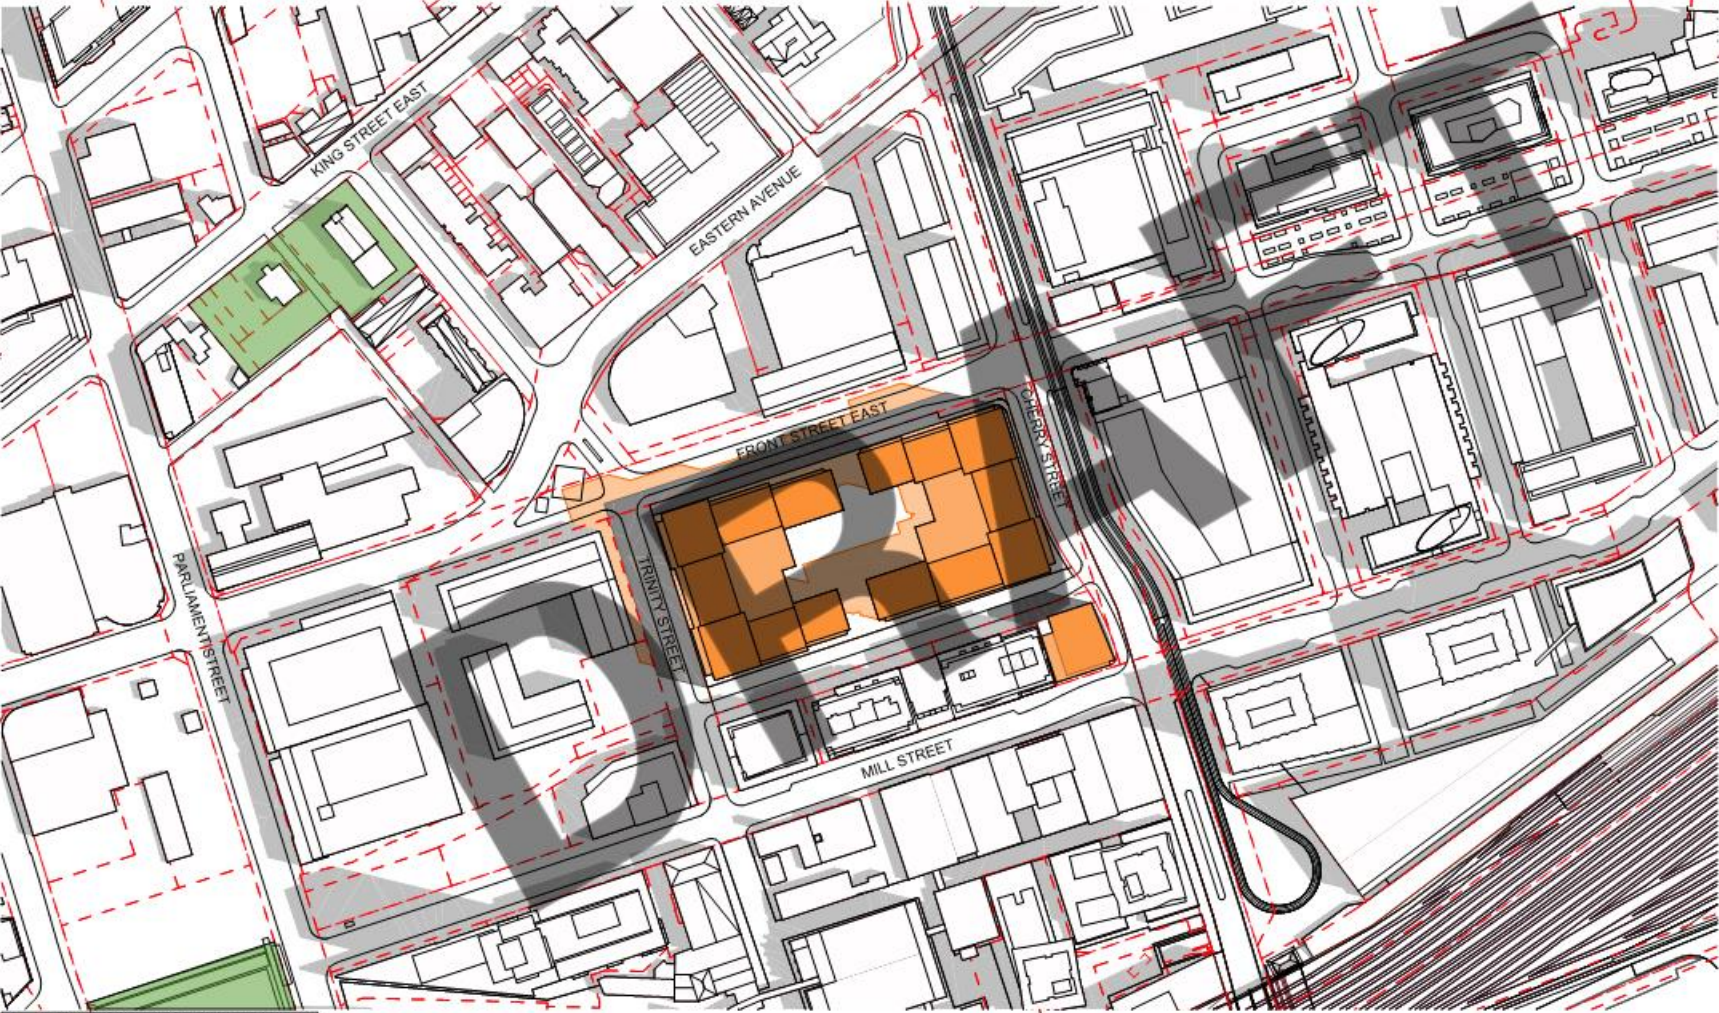 KING STREET EAST
EASTERN AVENUE
FRONT STREET EAST
CHERRY STREET
TRINITY STREET
PARLIAMENT STREET
MILL STREET
DRAFT